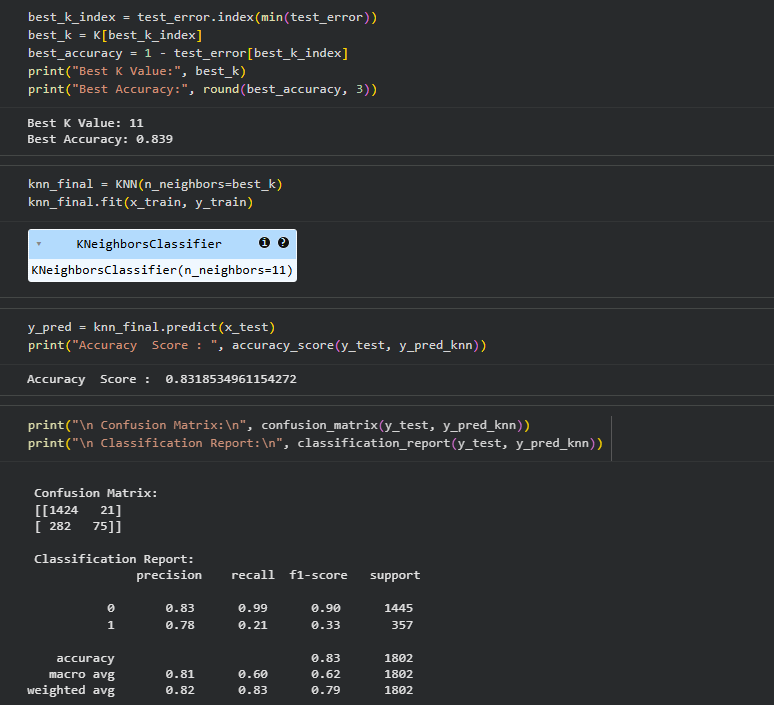 best_k_index = test_error.index(min(test_error))
best_k = K[best_k_index]
best_accuracy = 1 - test_error[best_k_index]
print("Best K Value:", best_k)
print("Best Accuracy:", round(best_accuracy, 3))
Best K Value: 11
Best Accuracy: 0.839
knn_final = KNN(n_neighbors=best_k)
knn_final.fit(x_train, y_train)
KNeighborsClassifier i ?
KNeighborsClassifier(n_neighbors=11)
y_pred = knn_final.predict(x_test)
print("Accuracy  Score : ", accuracy_score(y_test, y_pred_knn))
Accuracy  Score :  0.8318534961154272
print("\n Confusion Matrix:\n", confusion_matrix(y_test, y_pred_knn))
print("\n Classification Report:\n", classification_report(y_test, y_pred_knn))
Confusion Matrix:
[[1424   21]
[ 282   75]]
Classification Report:
precision    recall  f1-score   support
0       0.83      0.99      0.90      1445
1       0.78      0.21      0.33       357
accuracy                           0.83      1802
macro avg       0.81      0.60      0.62      1802
weighted avg       0.82      0.83      0.79      1802